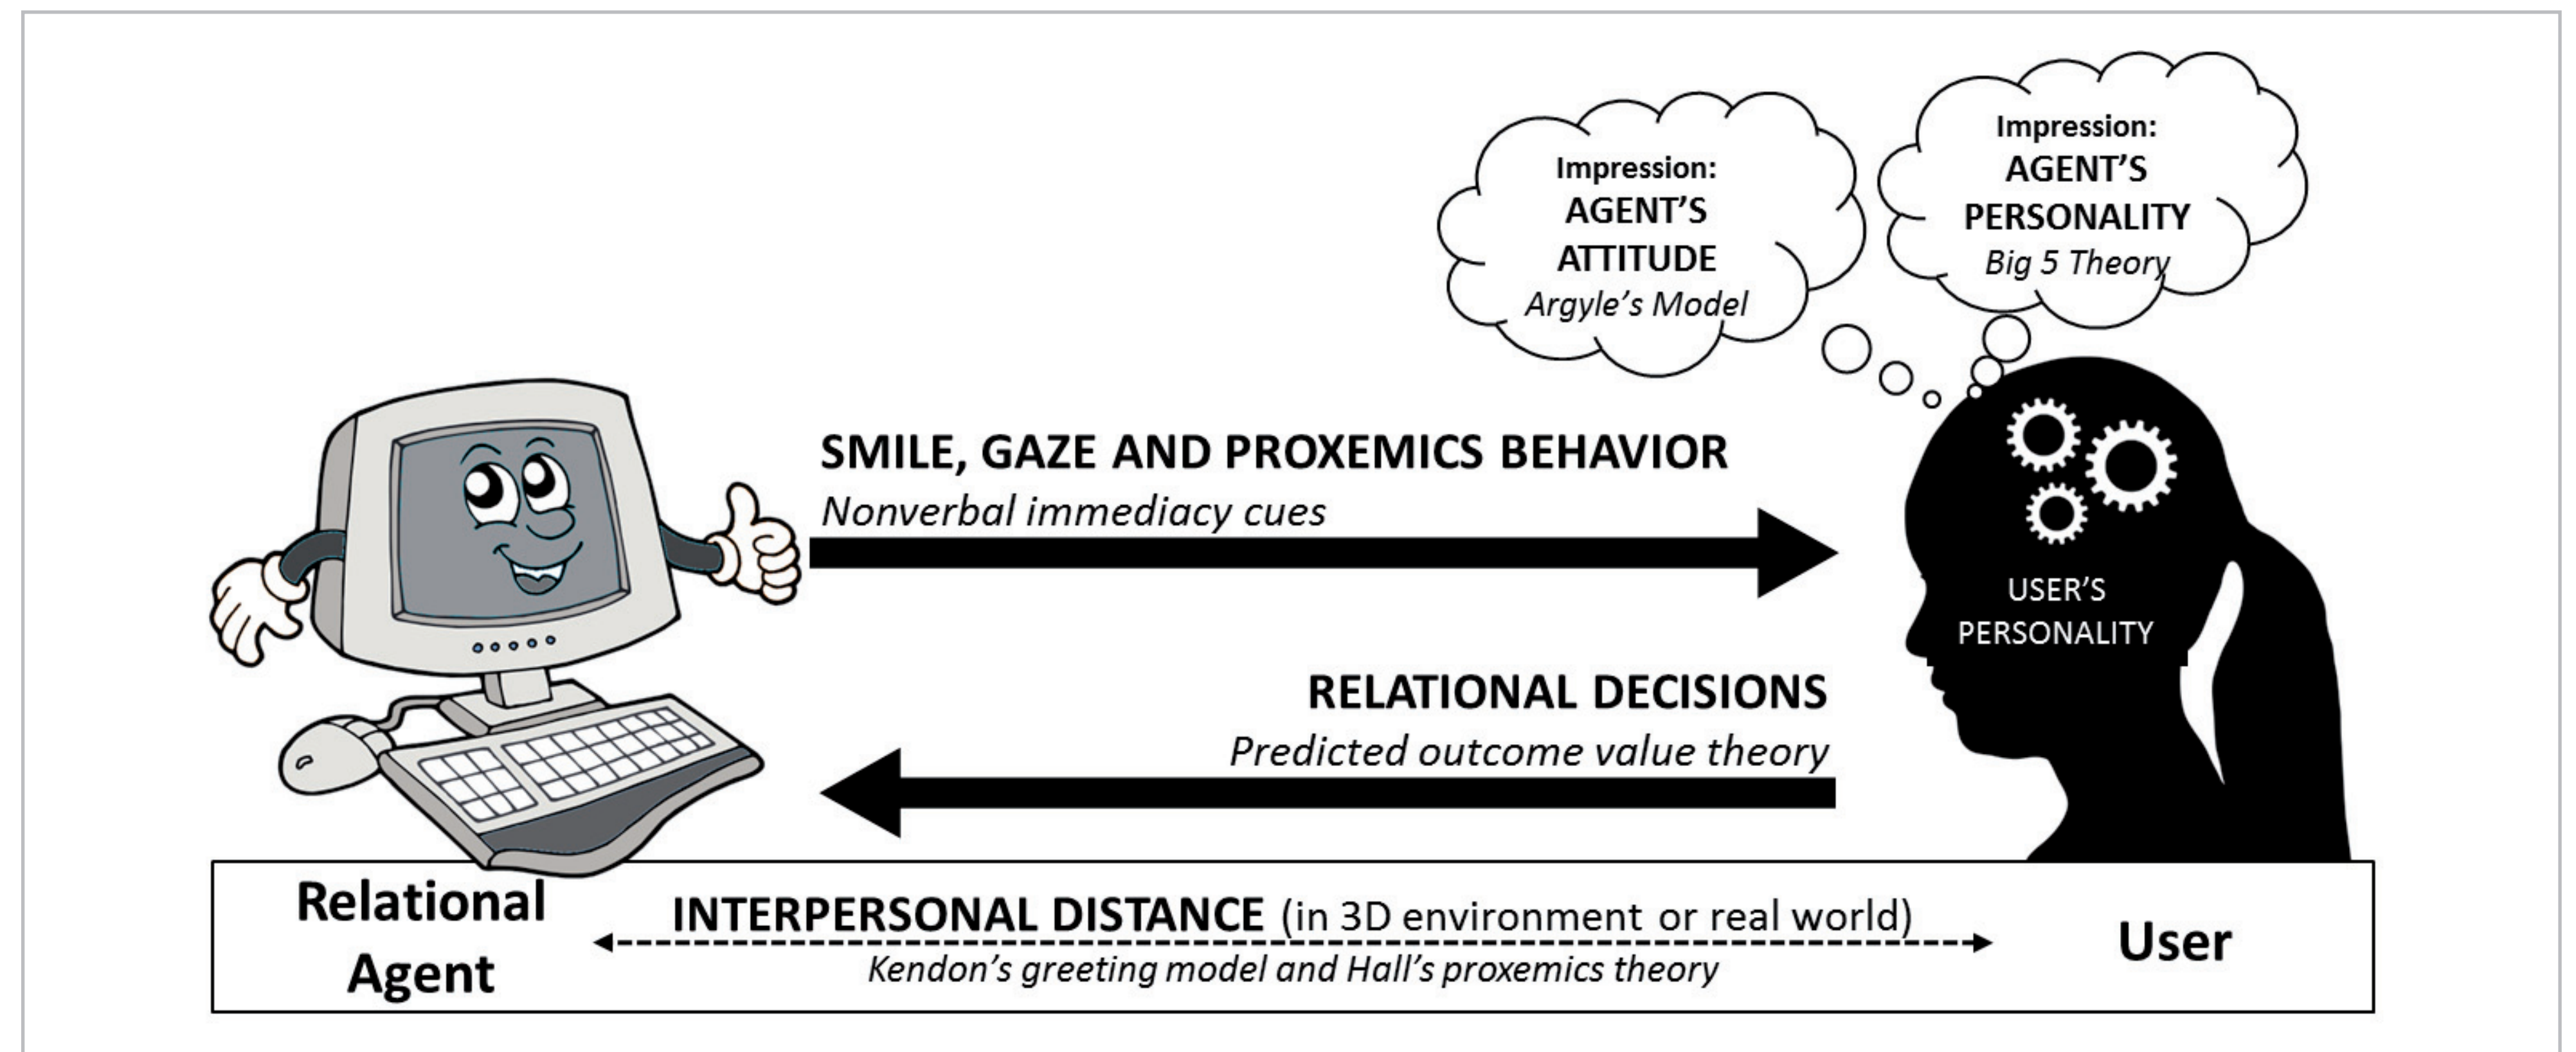 Impression:
AGENT’S
ATTITUDE
Argyle’s Model
Impression:
AGENT’S
PERSONALITY
Big 5 Theory
SMILE, GAZE AND PROXEMICS BEHAVIOR
Nonverbal immediacy cues
USER’S
PERSONALITY
RELATIONAL DECISIONS
Predicted outcome value theory
Relational
Agent
INTERPERSONAL DISTANCE (in 3D environment or real world)
Kendon’s greeting model and Hall’s proxemics theory
User